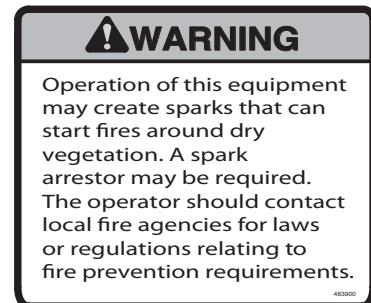 WARNING
Operation of this equipment
may create sparks that can
start fires around dry
vegetation. A spark
arrestor may be required.
The operator should contact
local fire agencies for laws
or regulations relating to
fire prevention requirements.
483900